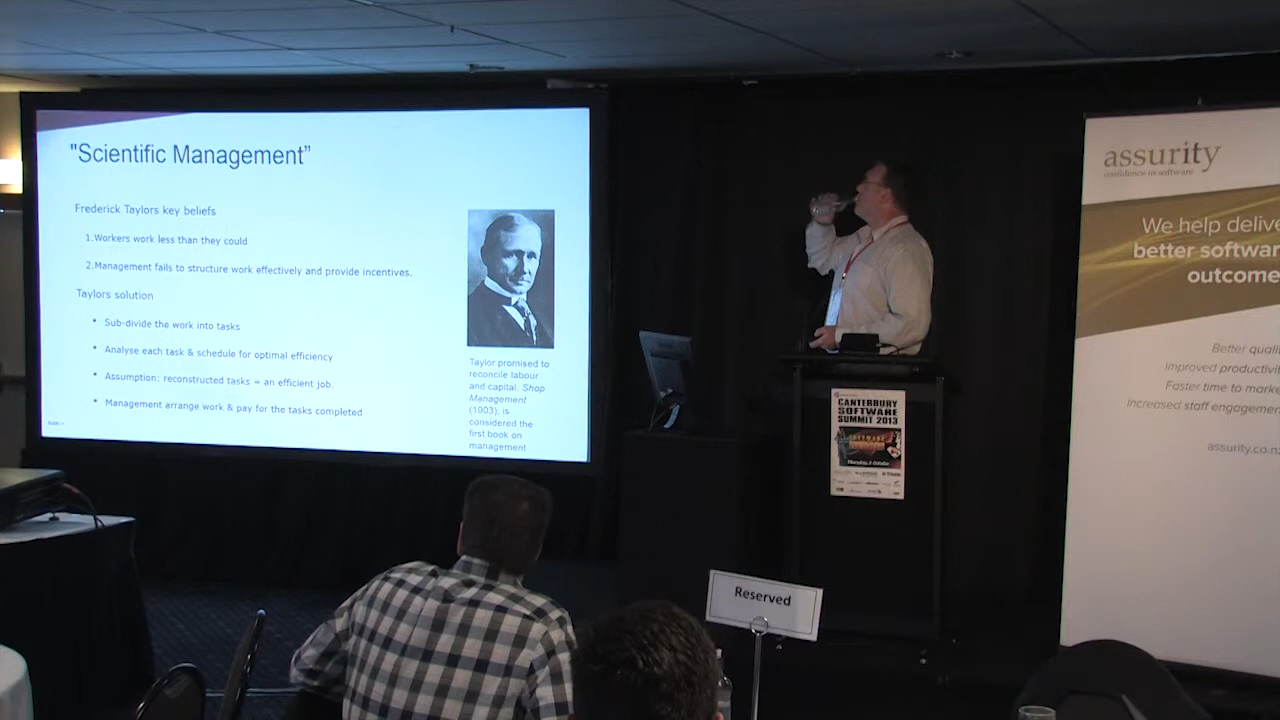 "Scientific Management”
Frederick Taylors key beliefs
1.Workers work less than they could
2.Management fails to structure work effectively and provide incentives.
Taylors solution
• Sub-divide the work into tasks
• Analyse each task & schedule for optimal efficiency
• Assumption: reconstructed tasks = an efficient job.
• Management arrange work & pay for the tasks completed
Taylor promised to
reconcile labour
and capital. Shop
Management
(1903), is
considered the
first book on
management
CANTERBURY
SOFTWARE
SUMMIT 2013
Reserved
assurity
confidence in software
We help delive
better softwar
outcome
Better quali
Improved productivi
Faster time to marke
Increased staff engagemen
assurity.co.n